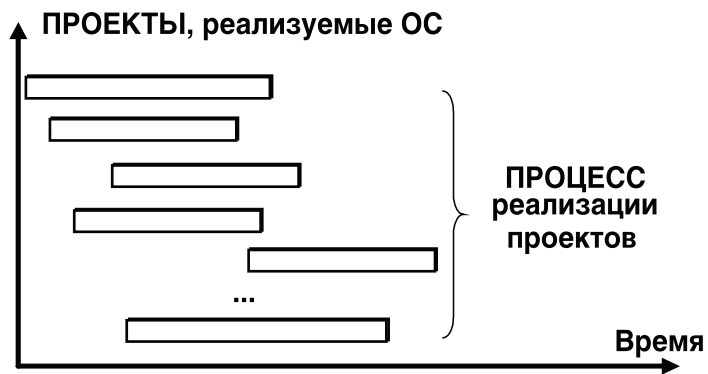 ПРОЕКТЫ, реализуемые ОС
ПРОЦЕСС
реализации
проектов
...
Время